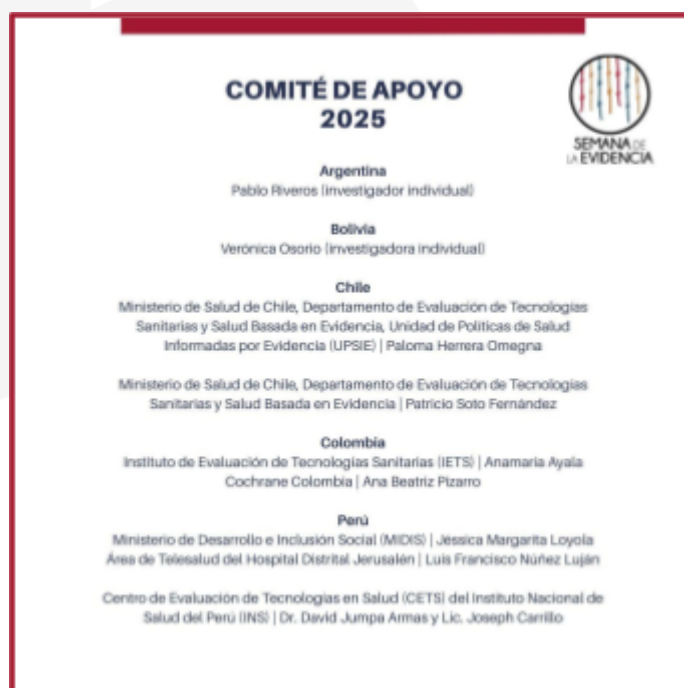 COMITÉ DE APOYO
2025
SEMANA DE
LA EVIDENCIA
Argentina
Pablo Riveros (investigador individual)
Bolivia
Verónica Osorio (investigadora individual)
Chile
Ministerio de Salud de Chile, Departamento de Evaluación de Tecnologías
Sanitarias y Salud Basada en Evidencia, Unidad de Políticas de Salud
Informadas por Evidencia (UPSIE) | Paloma Herrera Omegna
Ministerio de Salud de Chile, Departamento de Evaluación de Tecnologías
Sanitarias y Salud Basada en Evidencia | Patricio Soto Fernández
Colombia
Instituto de Evaluación de Tecnologías Sanitarias (IETS) | Anamaria Ayala
Cochrane Colombia | Ana Beatriz Pizarro
Perú
Ministerio de Desarrollo e Inclusión Social (MIDIS) | Jessica Margarita Loyola
Área de Telesalud del Hospital Distrital Jerusalén | Luis Francisco Núñez Luján
Centro de Evaluación de Tecnologías en Salud (CETS) del Instituto Nacional de
Salud del Perú (INS) | Dr. David Jumpa Armas y Lic. Joseph Carrillo